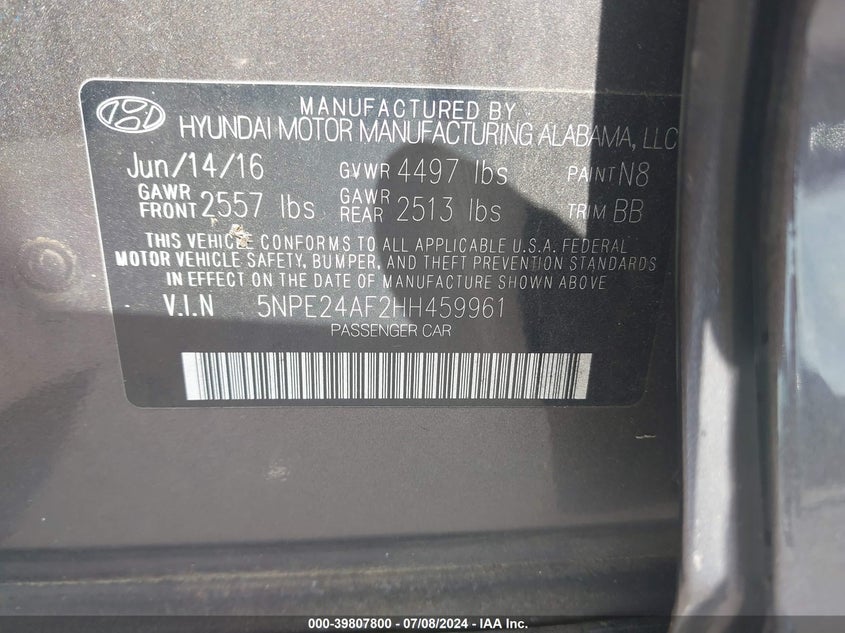 MANUFACTURED BY
HYUNDAI MOTOR MANUFACTURING ALABAMA, LLC
Jun/14/16 GVWR 4497 lbs PAINT N8
GAWR FRONT 2557 lbs GAWR REAR 2513 lbs TRIM BB
THIS VEHICLE CONFORMS TO ALL APPLICABLE U.S.A. FEDERAL
MOTOR VEHICLE SAFETY, BUMPER, AND THEFT PREVENTION STANDARDS
IN EFFECT ON THE DATE OF MANUFACTURE SHOWN ABOVE
V.I.N 5NPE24AF2HH459961
PASSENGER CAR
000-39807800 - 07/08/2024 - IAA Inc.